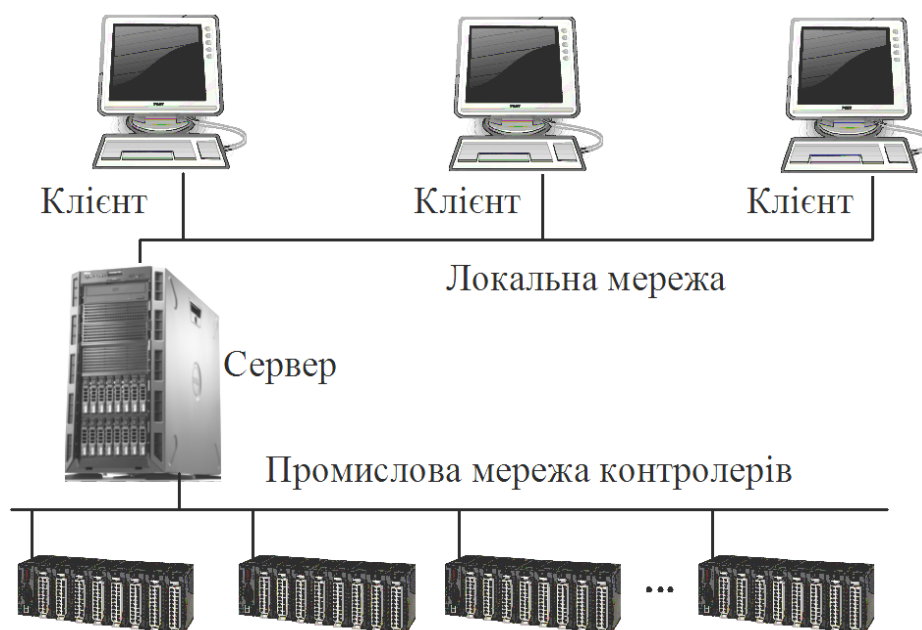 Клієнт
Клієнт
Клієнт
Локальна мережа
Сервер
Промислова мережа контролерів
...